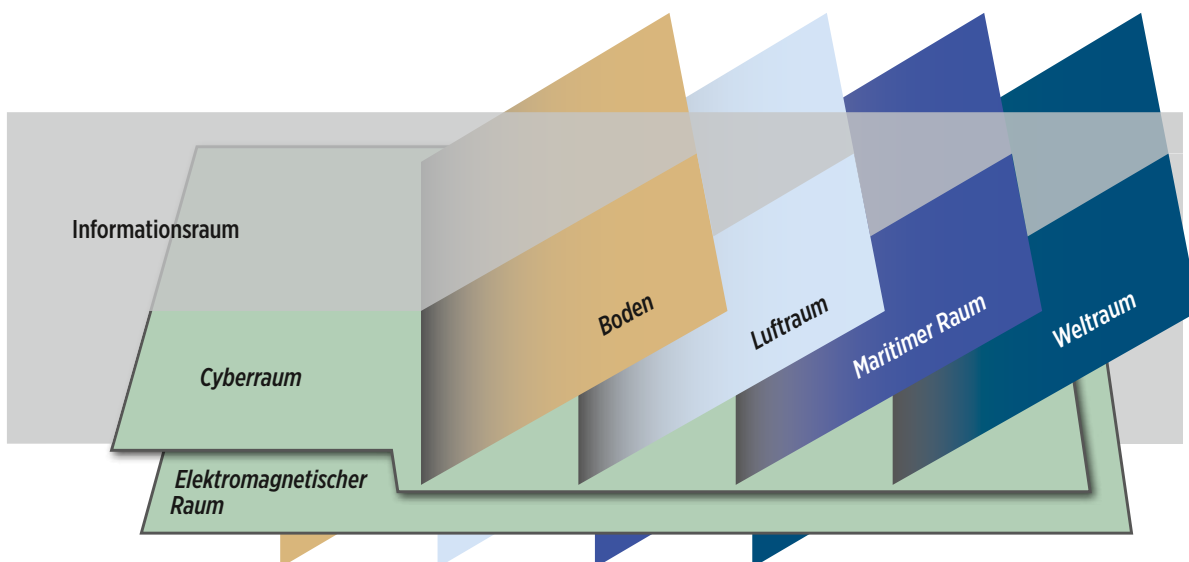 Informationsraum
Boden
Luftraum
Maritimer Raum
Weltraum
Cyberraum
Elektromagnetischer
Raum